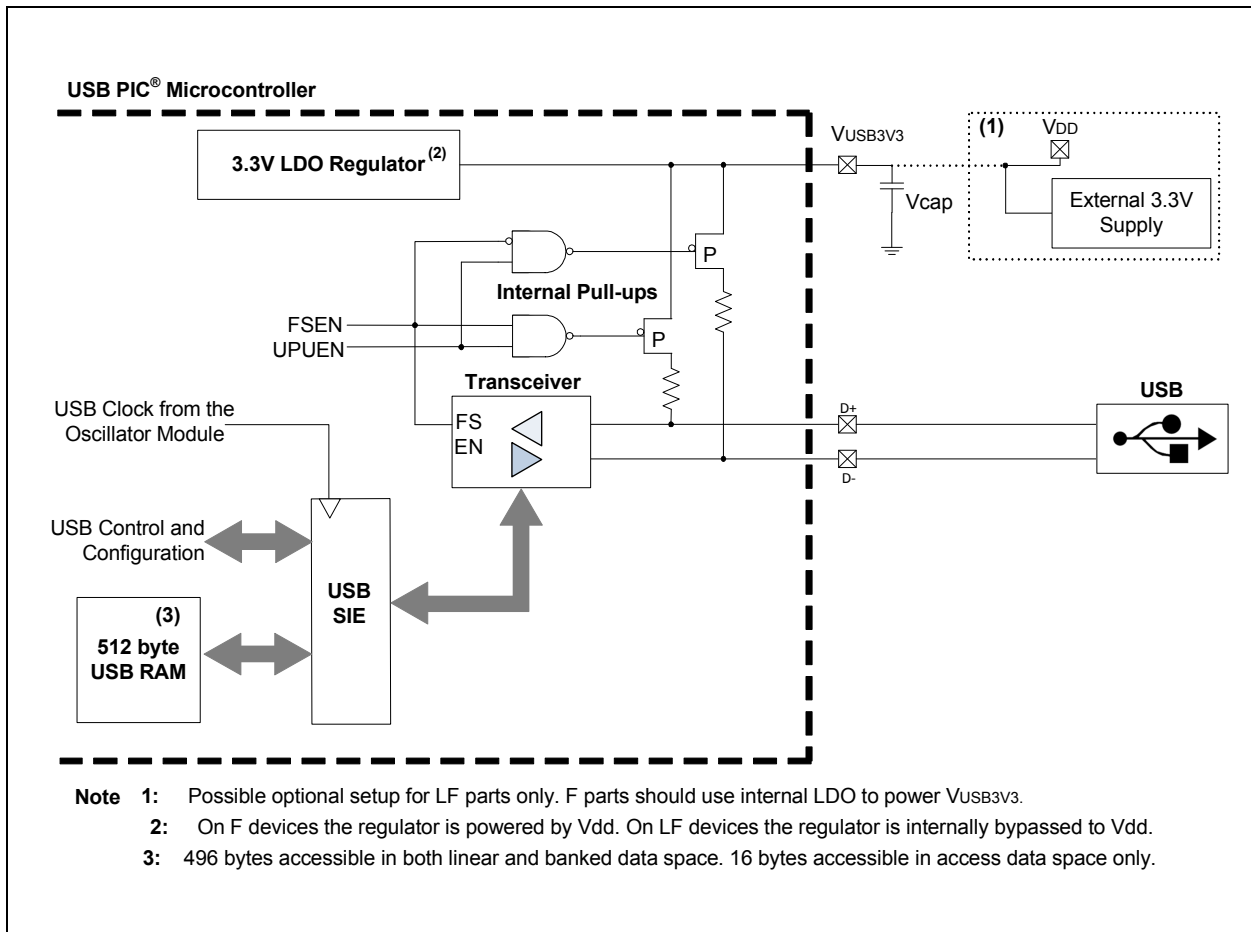 USB PIC® Microcontroller
3.3V LDO Regulator (2)
VUSB3V3
(1)
VDD
External 3.3V
Supply
Vcap
P
Internal Pull-ups
FSEN
UPUEN
P
Transceiver
FS
EN
D+
D-
USB
USB Clock from the
Oscillator Module
USB Control and
Configuration
USB
SIE
(3)
512 byte
USB RAM
Note 1: Possible optional setup for LF parts only. F parts should use internal LDO to power VUSB3V3.
2: On F devices the regulator is powered by Vdd. On LF devices the regulator is internally bypassed to Vdd.
3: 496 bytes accessible in both linear and banked data space. 16 bytes accessible in access data space only.